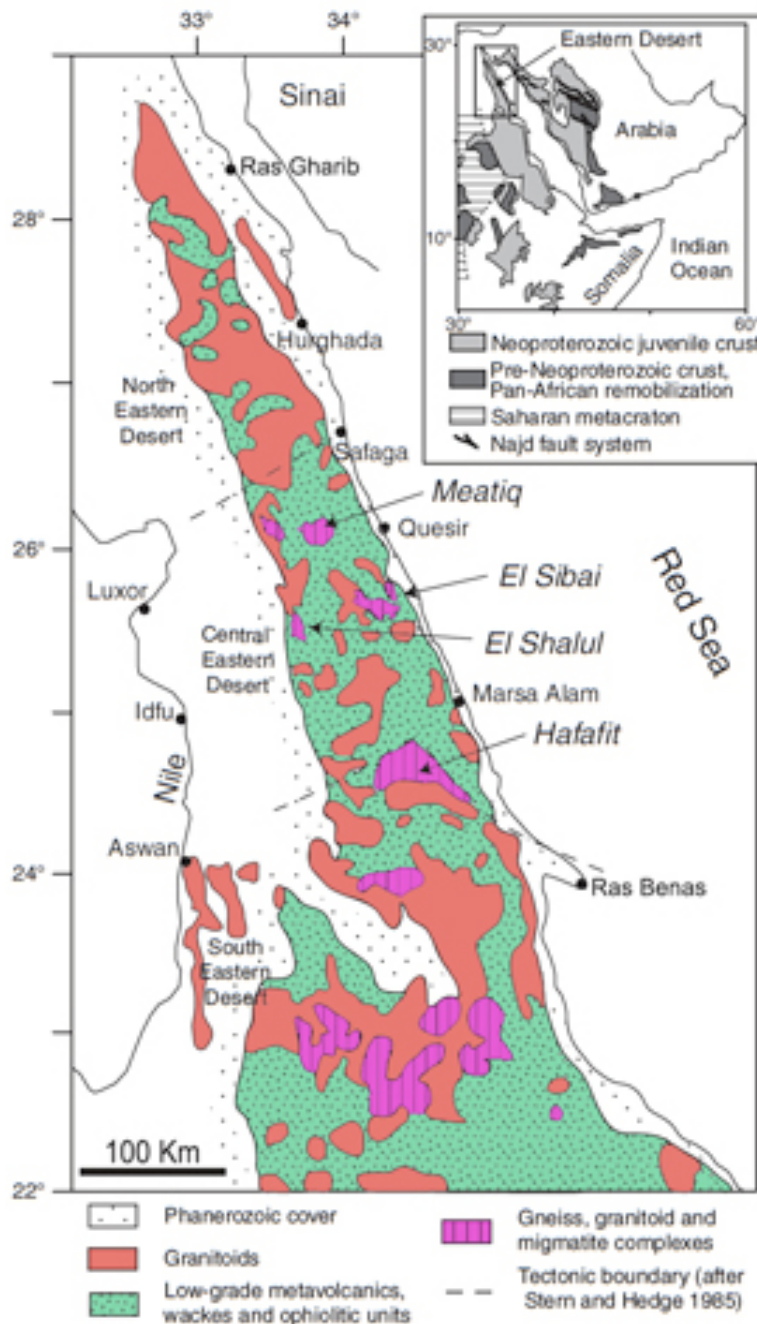 33°
34°
30°
Eastern Desert
Sinai
Arabia
Ras Gharib
28°
10°
Indian
Ocean
Somalia
30°
60°
Hurghada
Neoproterozoic juvenile crust
Pre-Neoproterozoic crust,
Pan-African remobilization
Saharan metacraton
Najd fault system
North
Eastern
Desert
Safaga
Meatiq
Quesir
26°
El Sibai
Luxor
El Shalul
Red Sea
Central
Eastern
Desert
Marsa Alam
Idfu
Hafafit
Nile
Aswan
24°
Ras Benas
South
Eastern
Desert
100 Km
22°
Phanerozoic cover
Granitoids
Low-grade metavolcanics,
wackes and ophiolitic units
Gneiss, granitoid and
migmatite complexes
Tectonic boundary (after
Stern and Hedge 1985)